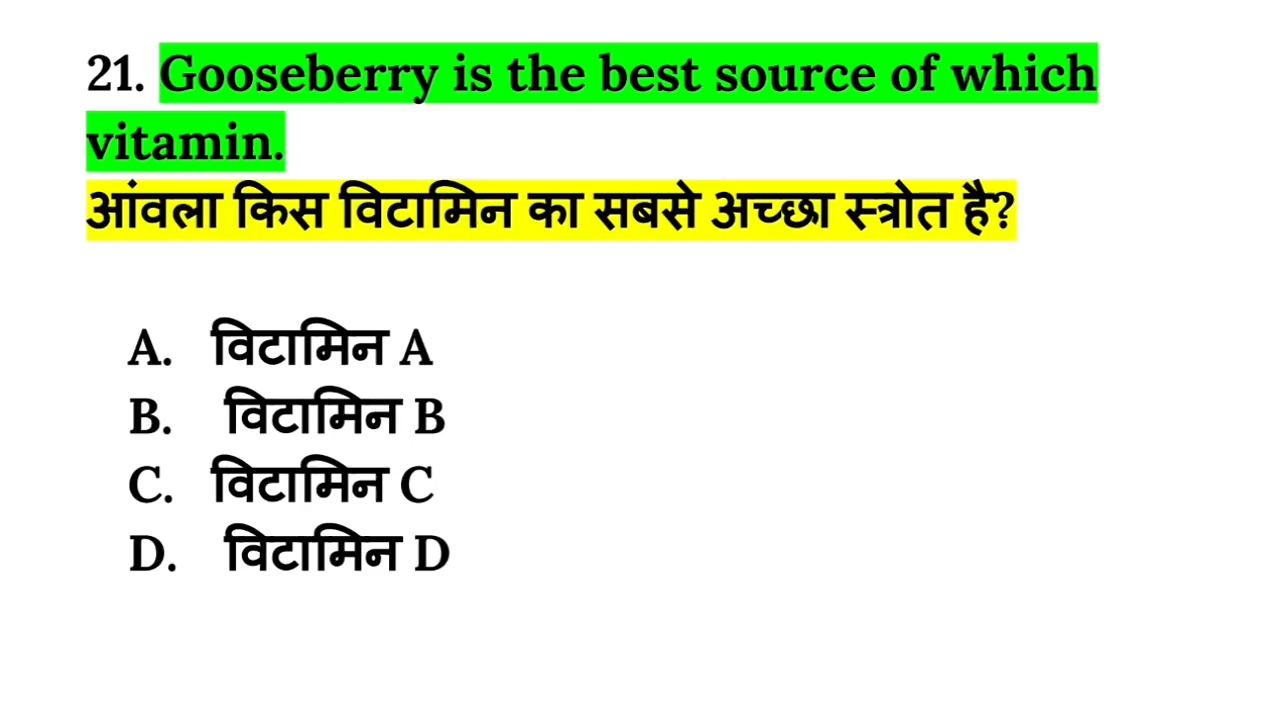 21. Gooseberry is the best source of which
vitamin.
आंवला किस विटामिन का सबसे अच्छा स्त्रोत है?
A. विटामिन A
B. विटामिन B
C. विटामिन C
D. विटामिन D